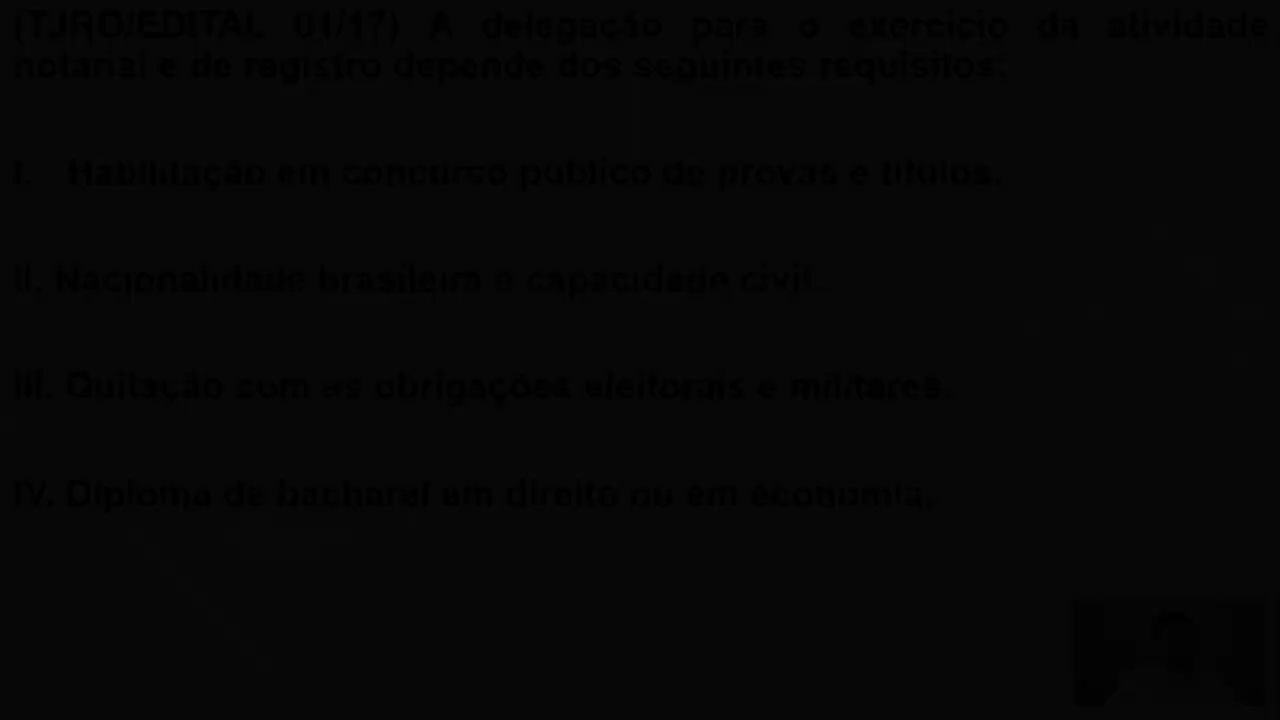 (TJRO/EDITAL 01/17) A delegação para o exercício da atividade
notarial e de registro depende dos seguintes requisitos:
I. Habilitação em concurso público de provas e títulos.
II. Nacionalidade brasileira e capacidade civil.
III. Quitação com as obrigações eleitorais e militares.
IV. Diploma de bacharel em direito ou em economia.